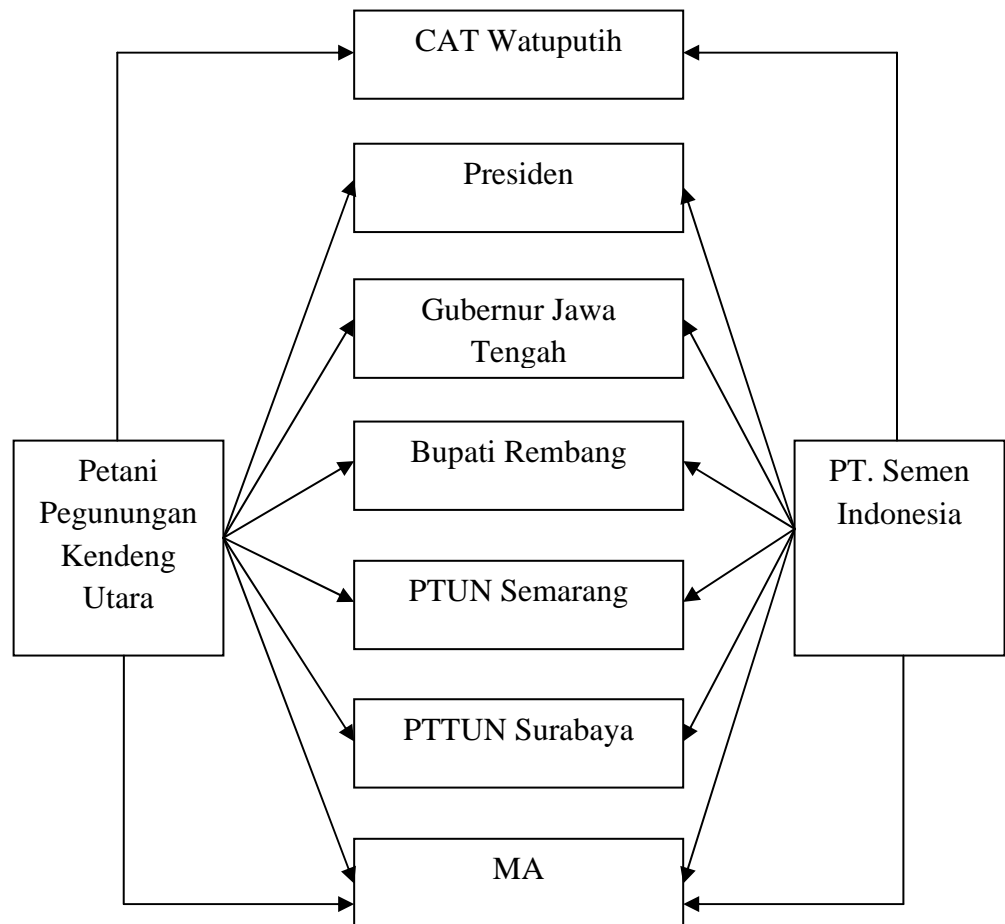 CAT Watuputih
Presiden
Gubernur Jawa
Tengah
Bupati Rembang
Petani
Pegunungan
Kendeng
Utara
PT. Semen
Indonesia
PTUN Semarang
PTTUN Surabaya
MA